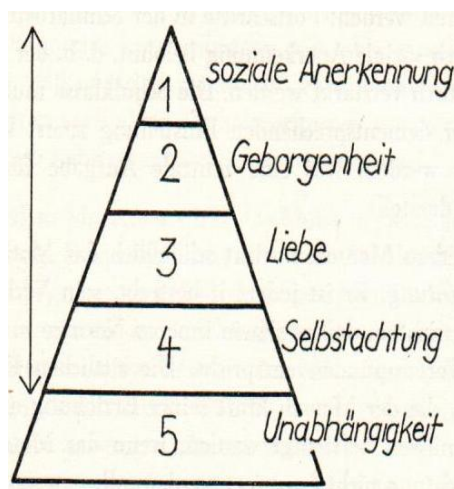 1
soziale Anerkennung
2
Geborgenheit
3
Liebe
4
Selbstachtung
5
Unabhängigkeit